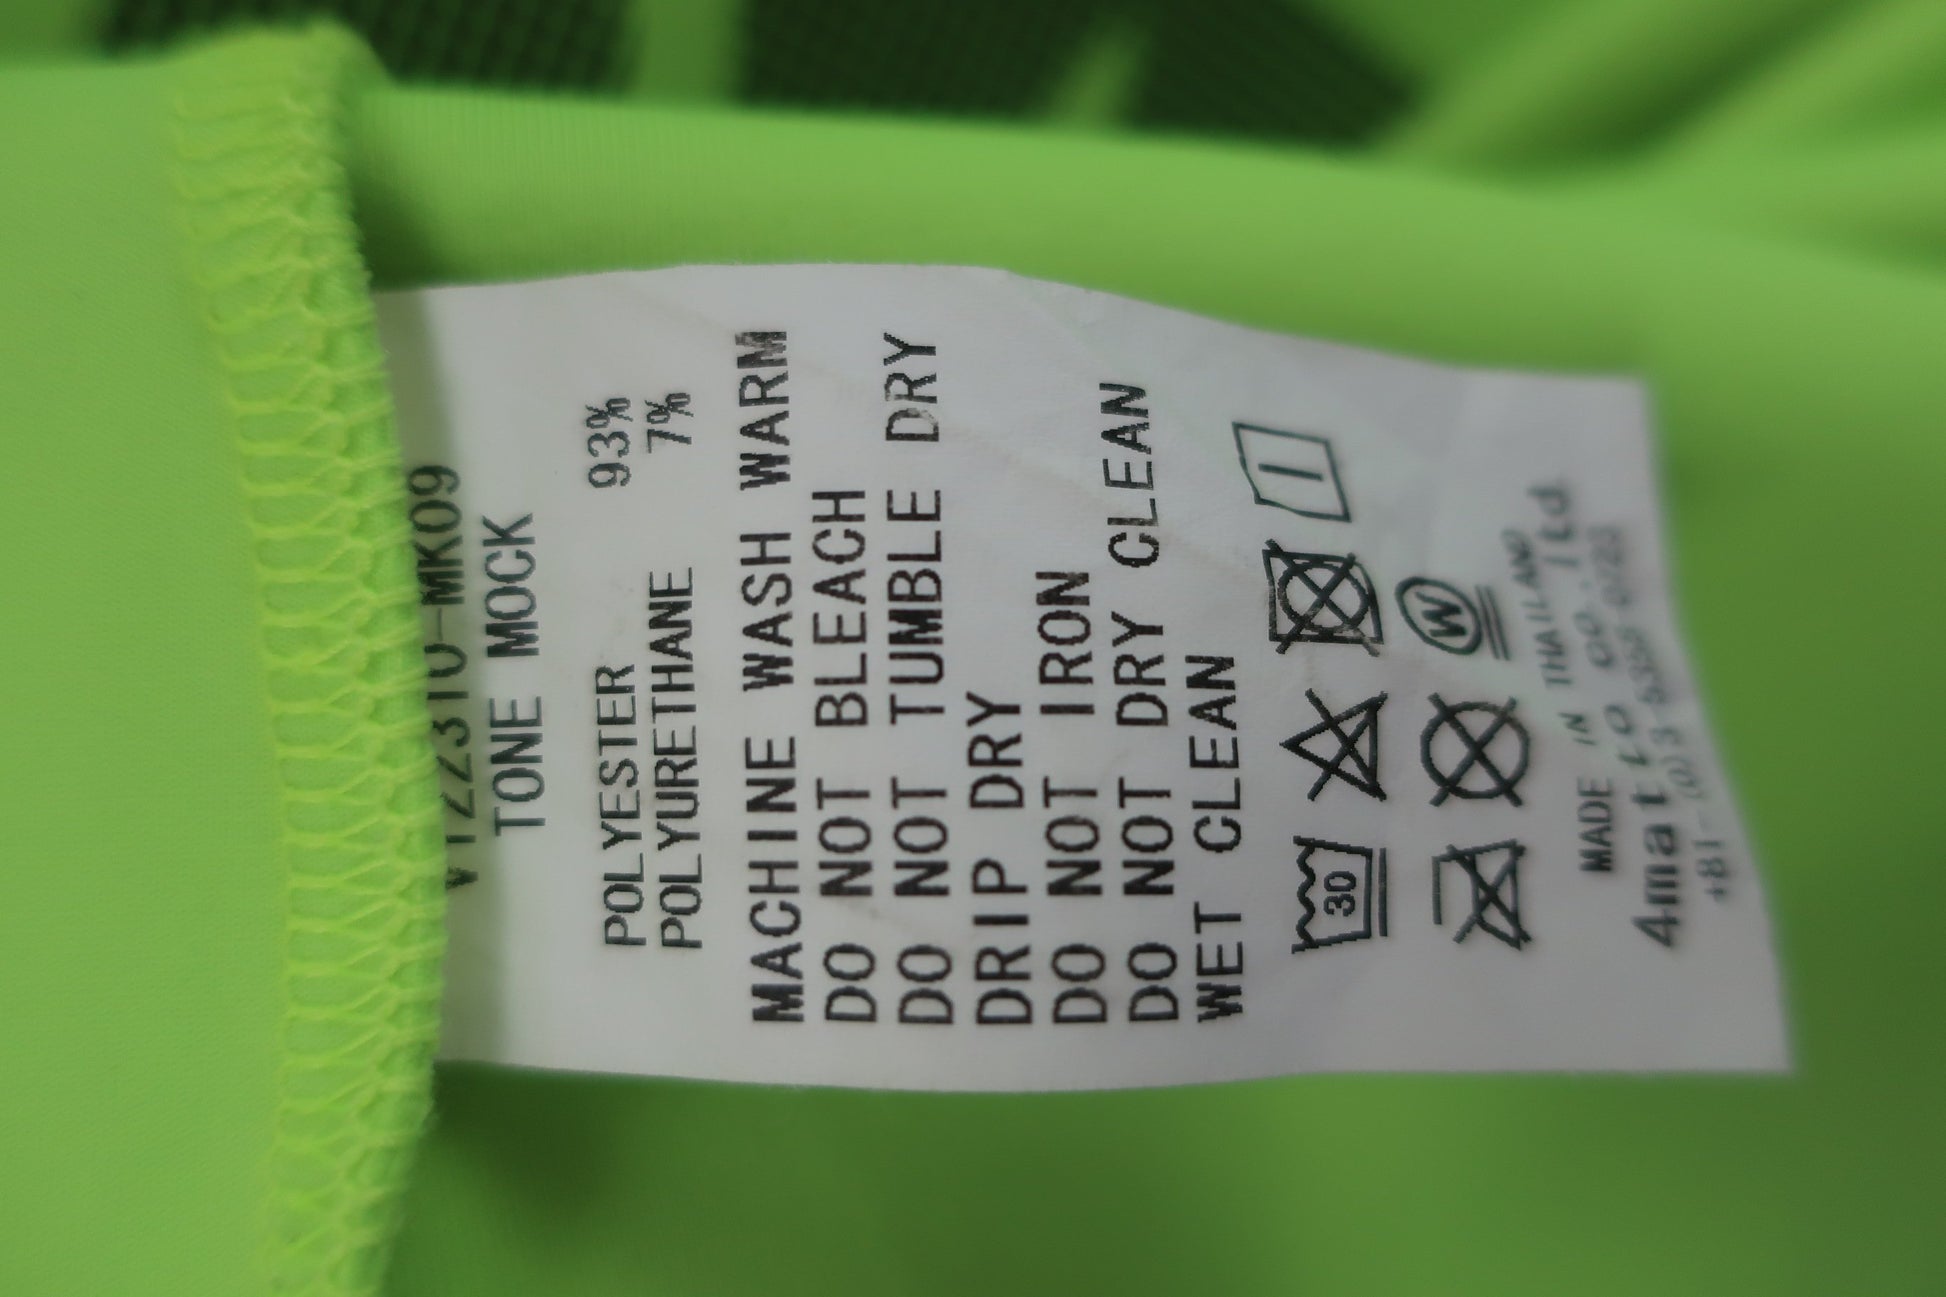 V12310-MK09
TONE MOCK
POLYESTER 93%
POLYURETHANE 7%
MACHINE WASH WARM
DO NOT BLEACH
DO NOT TUMBLE DRY
DRIP DRY
DO NOT IRON
DO NOT DRY CLEAN
WET CLEAN
30
W
MADE IN THAILAND
4matito co., ltd.